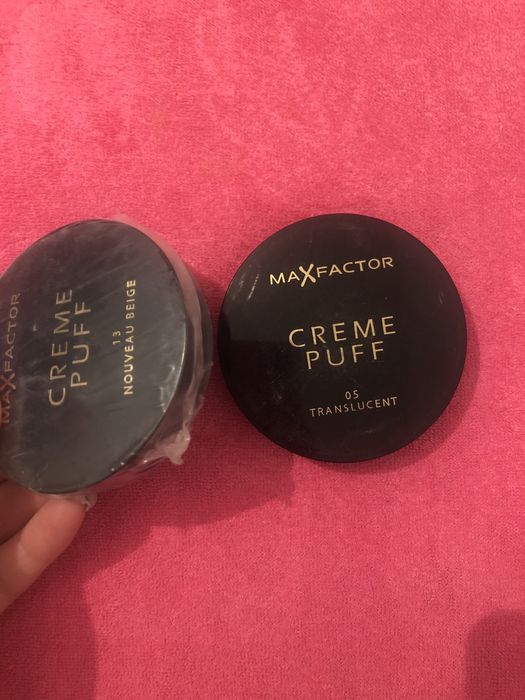 MAXFACTOR
CREME
PUFF
13
NOUVEAU BEIGE
MAXFACTOR
CREME
PUFF
05
TRANSLUCENT